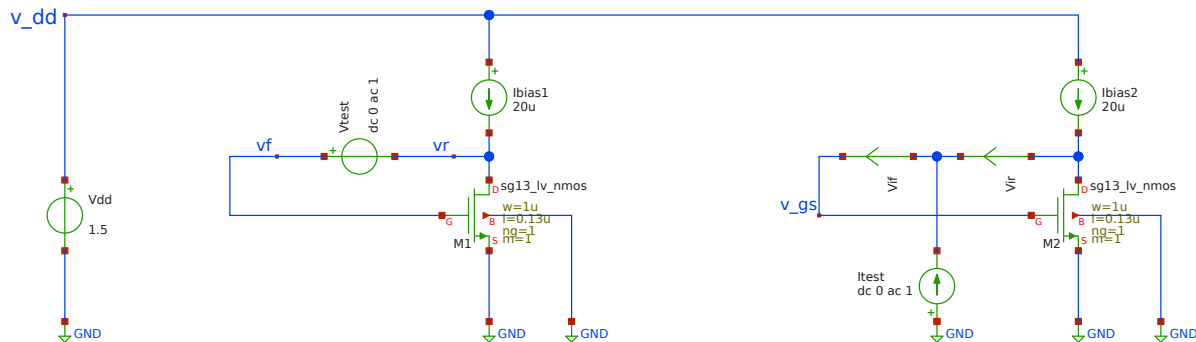 v_dd
Vdd
1.5
GND
vf
Vtest
dc 0 ac 1
vr
Ibias1
20u
sg13_lv_nmos
D
G
B
S
w=1u
l=0.13u
ng=1
m=1
M1
GND
GND
v_gs
Vif
Vir
Itest
dc 0 ac 1
GND
Ibias2
20u
sg13_lv_nmos
D
G
B
S
w=1u
l=0.13u
ng=1
m=1
M2
GND
GND